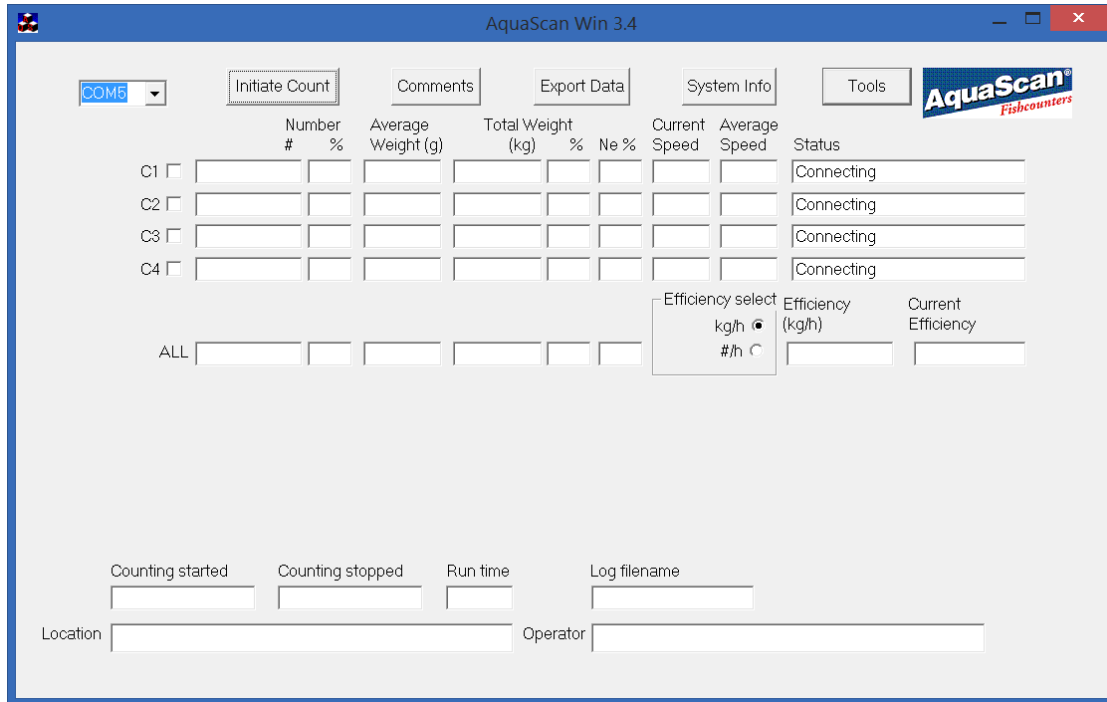 AquaScan Win 3.4
COM5 Initiate Count Comments Export Data System Info Tools AquaScan®
Fishcounters
Number Average Total Weight Current Average
# % Weight (g) (kg) % Ne % Speed Speed Status
C1 Connecting
C2 Connecting
C3 Connecting
C4 Connecting
Efficiency select Efficiency Current
kg/h (kg/h) Efficiency
ALL #/h
Counting started Counting stopped Run time Log filename
Location Operator